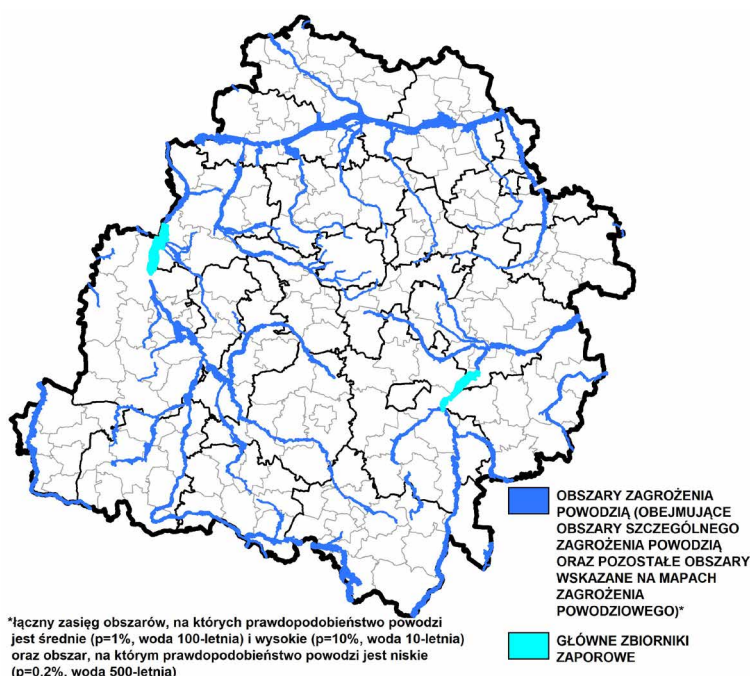 OBSZARY ZAGROŻENIA
POWODZIĄ (OBEJMUJĄCE
OBSZARY SZCZEGÓLNEGO
ZAGROŻENIA POWODZIĄ
ORAZ POZOSTAŁE OBSZARY
WSKAZANE NA MAPACH
ZAGROŻENIA
POWODZIOWEGO)*
GŁÓWNE ZBIORNIKI
ZAPOROWE
*łączny zasięg obszarów, na których prawdopodobieństwo powodzi
jest średnie (p=1%, woda 100-letnia) i wysokie (p=10%, woda 10-letnia)
oraz obszar, na którym prawdopodobieństwo powodzi jest niskie
(p=0,2%, woda 500-letnia)